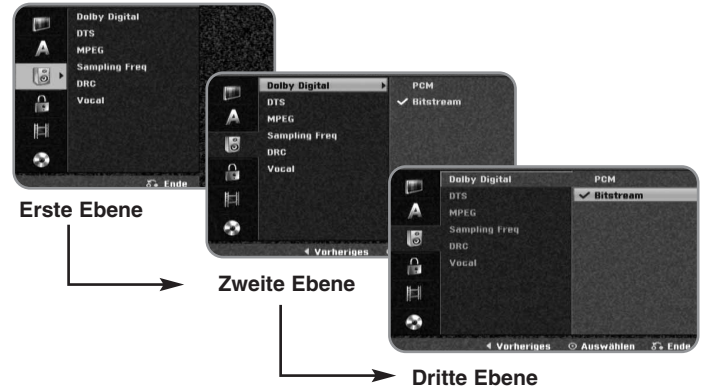 Dolby Digital
DTS
MPEG
Sampling Freq
DRC
Vocal
Ende
Erste Ebene
Dolby Digital
DTS
MPEG
Sampling Freq
DRC
Vocal
PCM
Bitstream
Vorheriges
Zweite Ebene
Dolby Digital
DTS
MPEG
Sampling Freq
DRC
Vocal
PCM
Bitstream
Vorheriges Auswählen Ende
Dritte Ebene